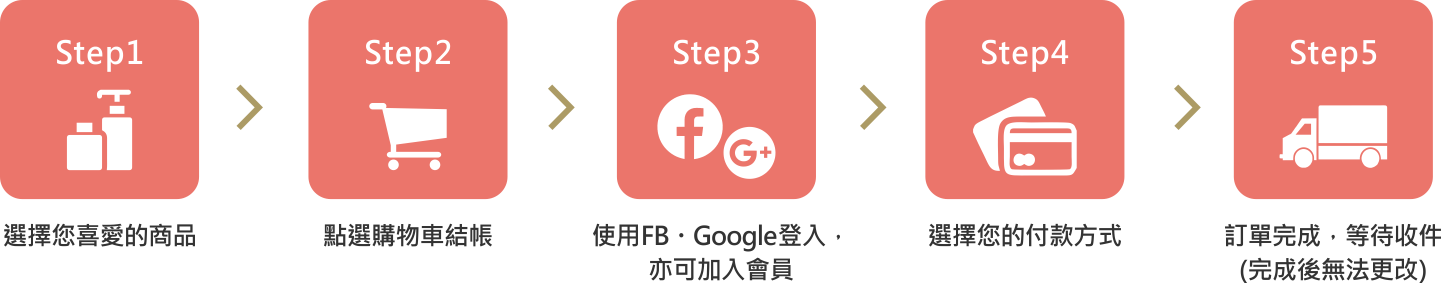 Step1
Step2
Step3
Step4
Step5
選擇您喜愛的商品
點選購物車結帳
使用FB・Google登入，
亦可加入會員
選擇您的付款方式
訂單完成，等待收件
(完成後無法更改)